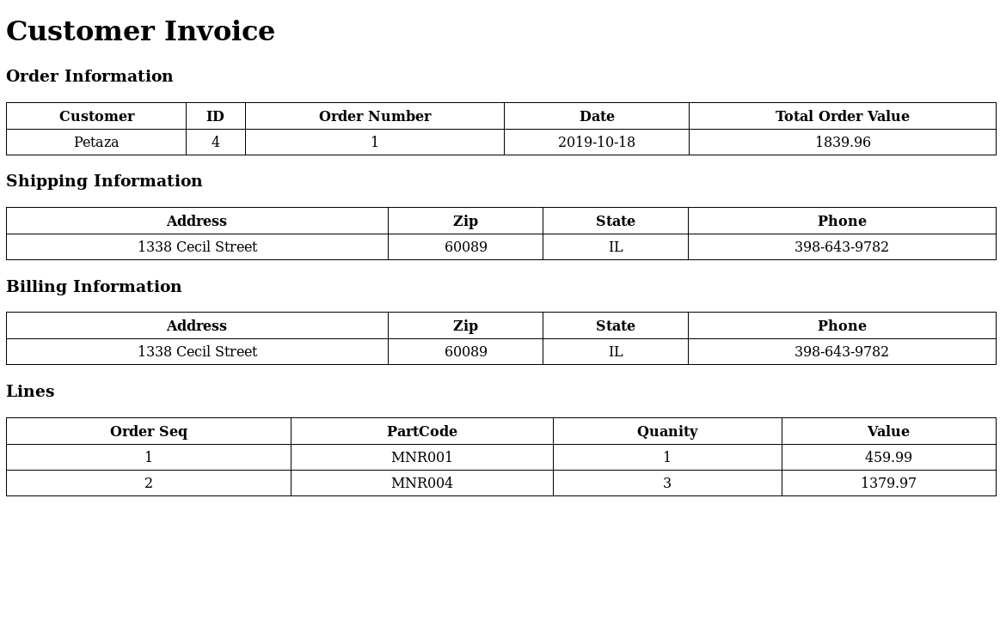 Customer Invoice
Order Information
Customer ID Order Number Date Total Order Value
Petaza 4 1 2019-10-18 1839.96
Shipping Information
Address Zip State Phone
1338 Cecil Street 60089 IL 398-643-9782
Billing Information
Address Zip State Phone
1338 Cecil Street 60089 IL 398-643-9782
Lines
Order Seq PartCode Quanity Value
1 MNR001 1 459.99
2 MNR004 3 1379.97